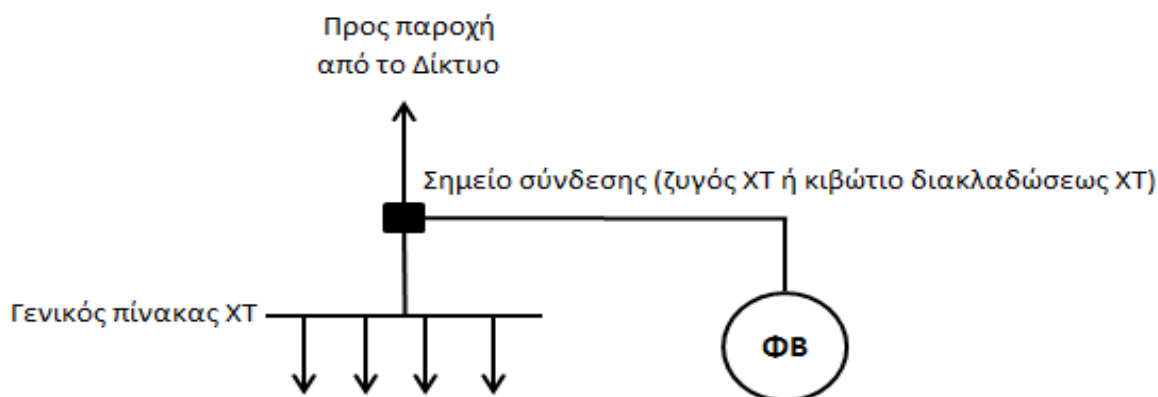 Προς παροχή
από το Δίκτυο
Σημείο σύνδεσης (ζυγός ΧΤ ή κιβώτιο διακλαδώσεως ΧΤ)
Γενικός πίνακας ΧΤ
ΦΒ